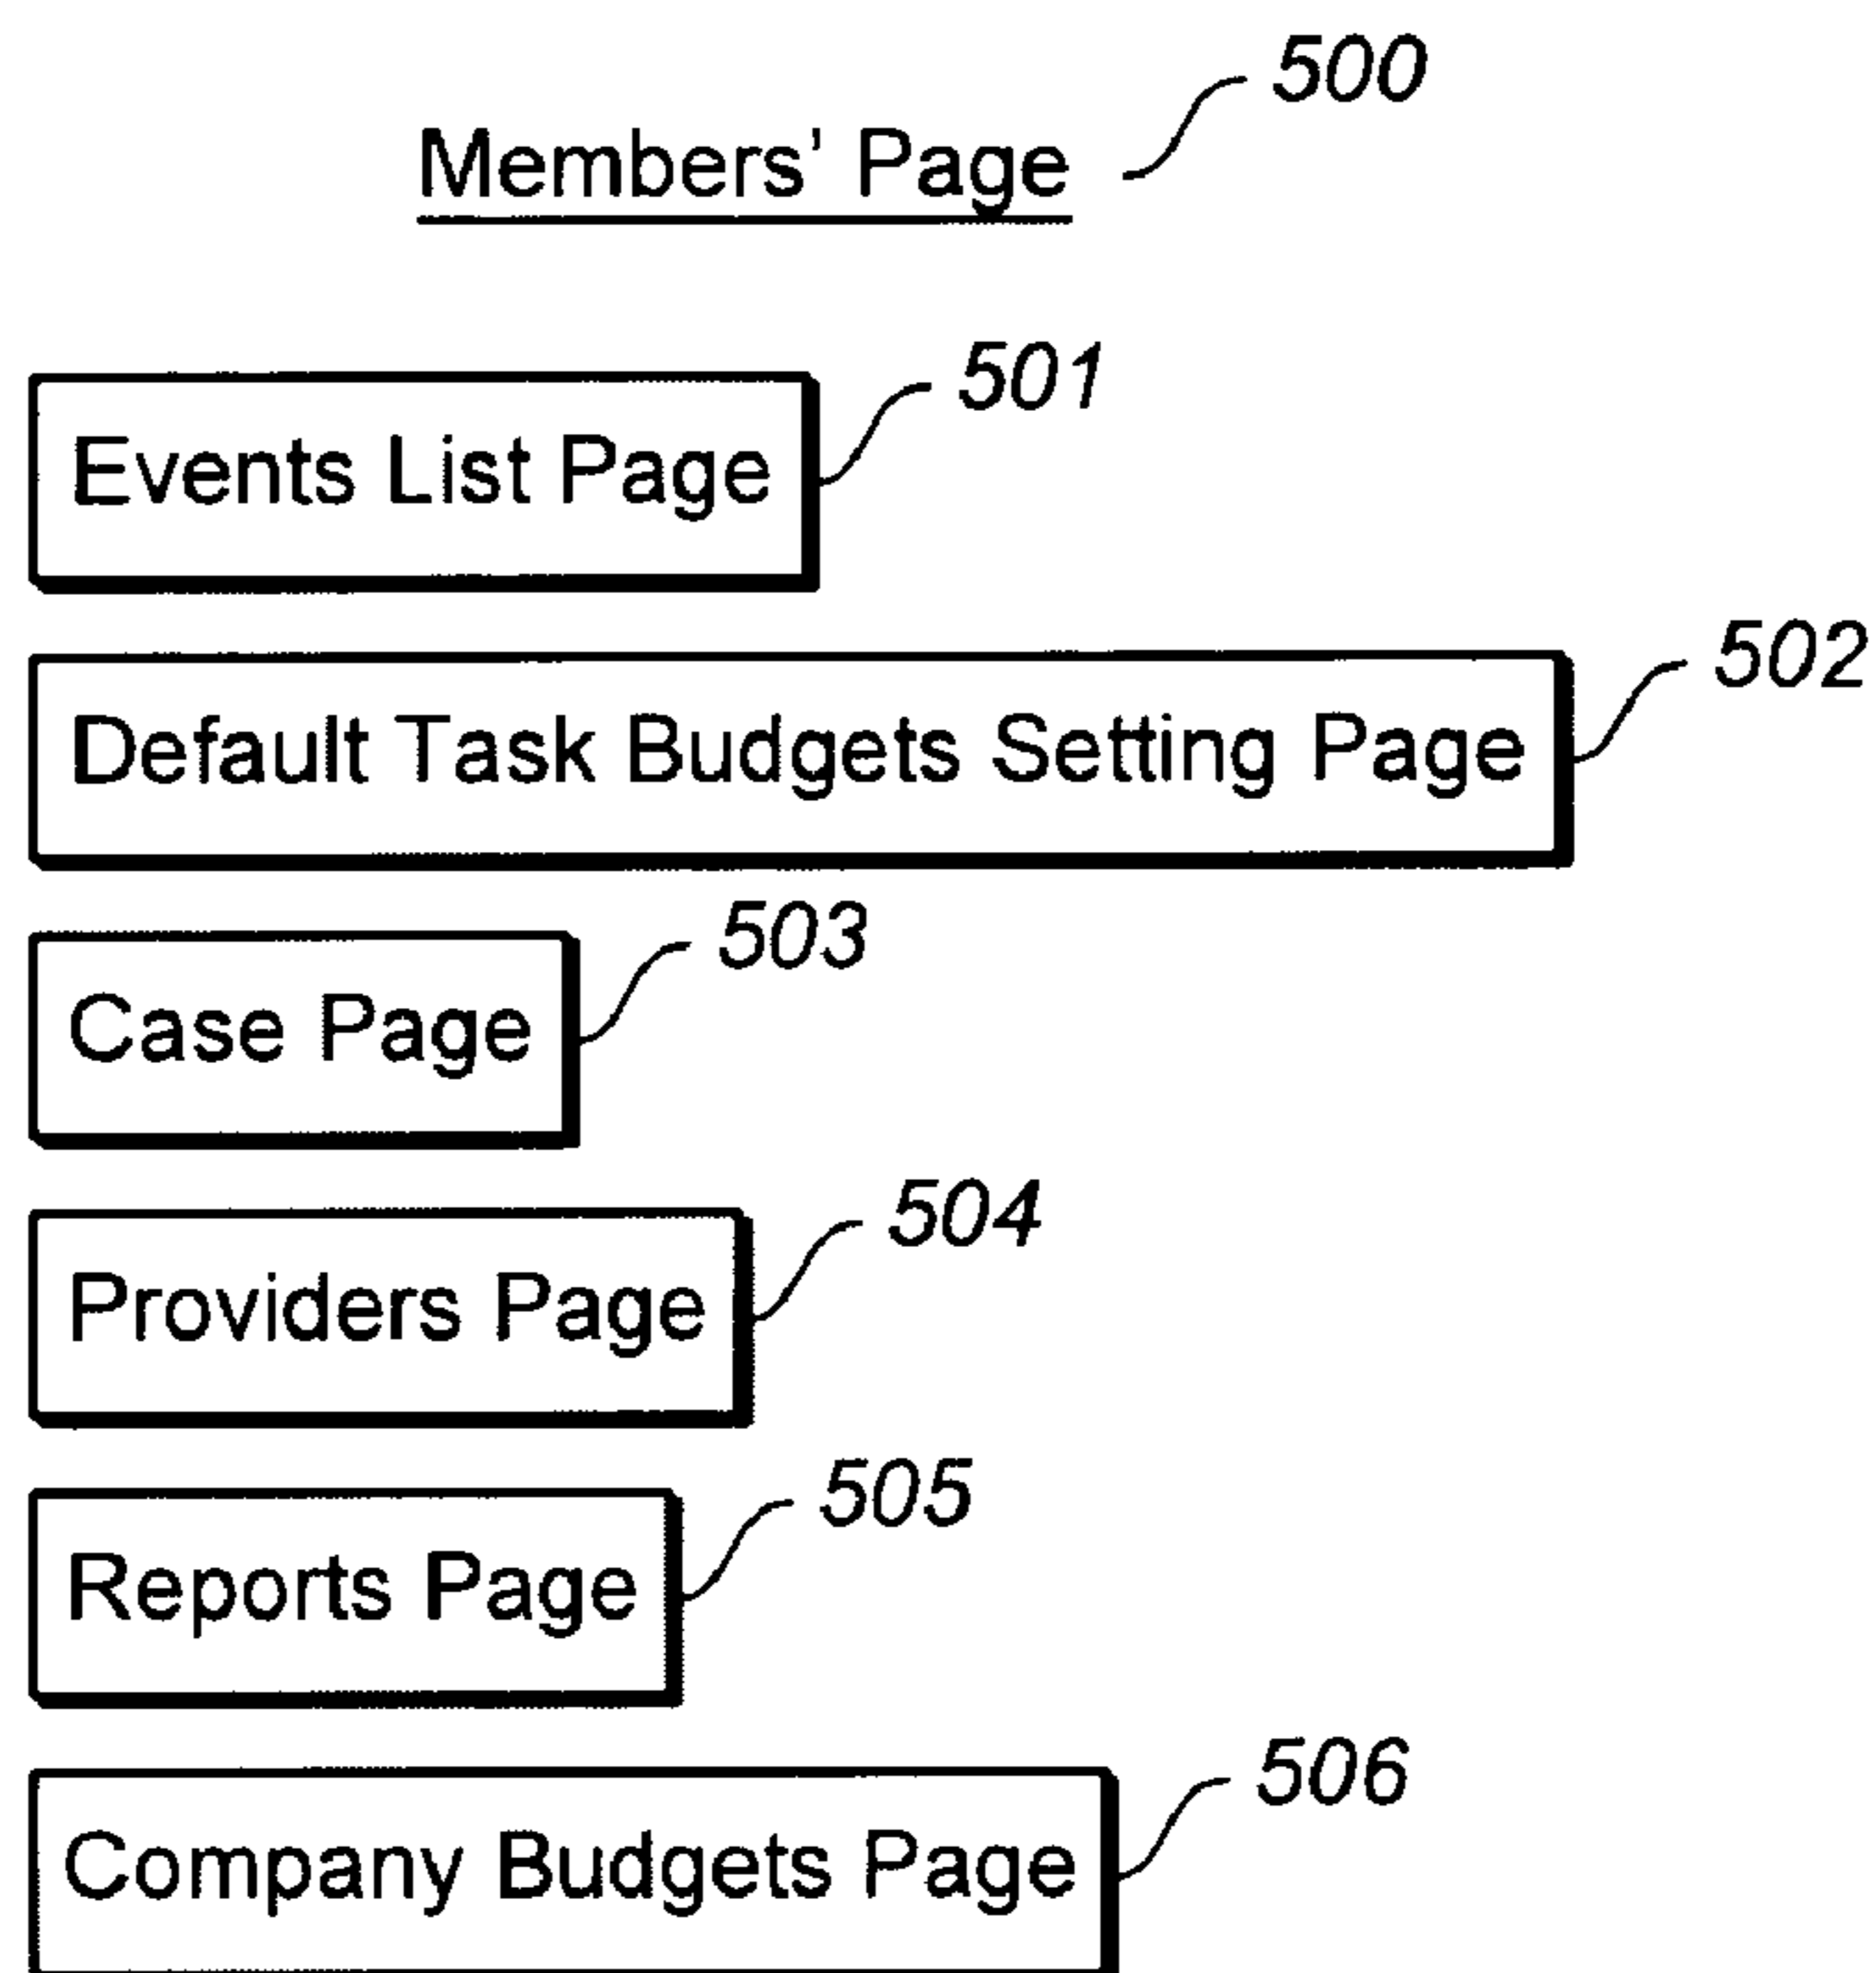 500
Members' Page
501
Events List Page
502
Default Task Budgets Setting Page
503
Case Page
504
Providers Page
505
Reports Page
506
Company Budgets Page